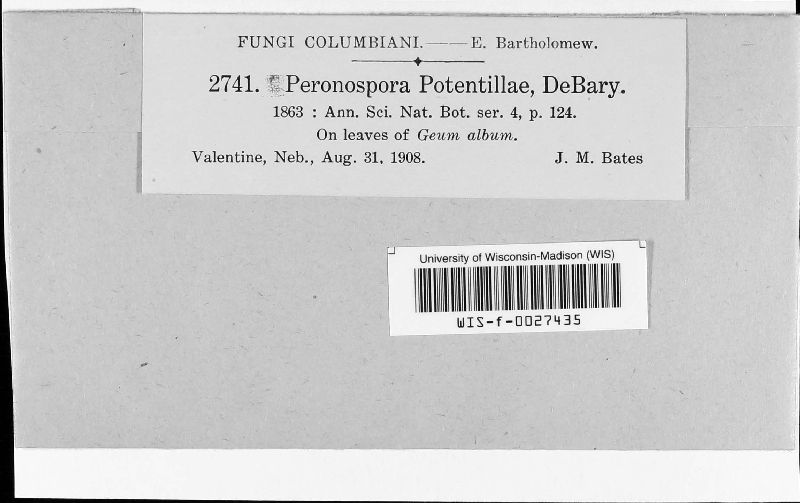 FUNGI COLUMBIANI. — E. Bartholomew.
2741. Peronospora Potentillae, DeBary.
1863 : Ann. Sci. Nat. Bot. ser. 4, p. 124.
On leaves of Geum album.
Valentine, Neb., Aug. 31, 1908. J. M. Bates
University of Wisconsin-Madison (WIS)
WIS-f-0027435